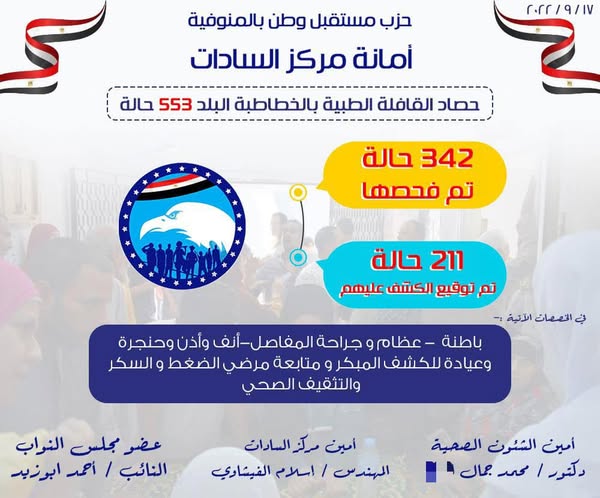 ٢٠٢٢ / ٩ / ١٧
حزب مستقبل وطن بالمنوفية
أمانة مركز السادات
حصاد القافلة الطبية بالخطاطبة البلد 553 حالة
342 حالة
تم فحصها
211 حالة
تم توقيع الكشف عليهم
في التخصصات الآتية :-
باطنة - عظام و جراحة المفاصل-أنف وأذن وحنجرة
وعيادة للكشف المبكر و متابعة مرضي الضغط و السكر
والتثقيف الصحي
أمين الشئون الصحية
دكتور / محمد جمال
أمين مركز السادات
المهندس / اسلام الفيشاوي
عضو مجلس النواب
النائب / أحمد ابوزيد